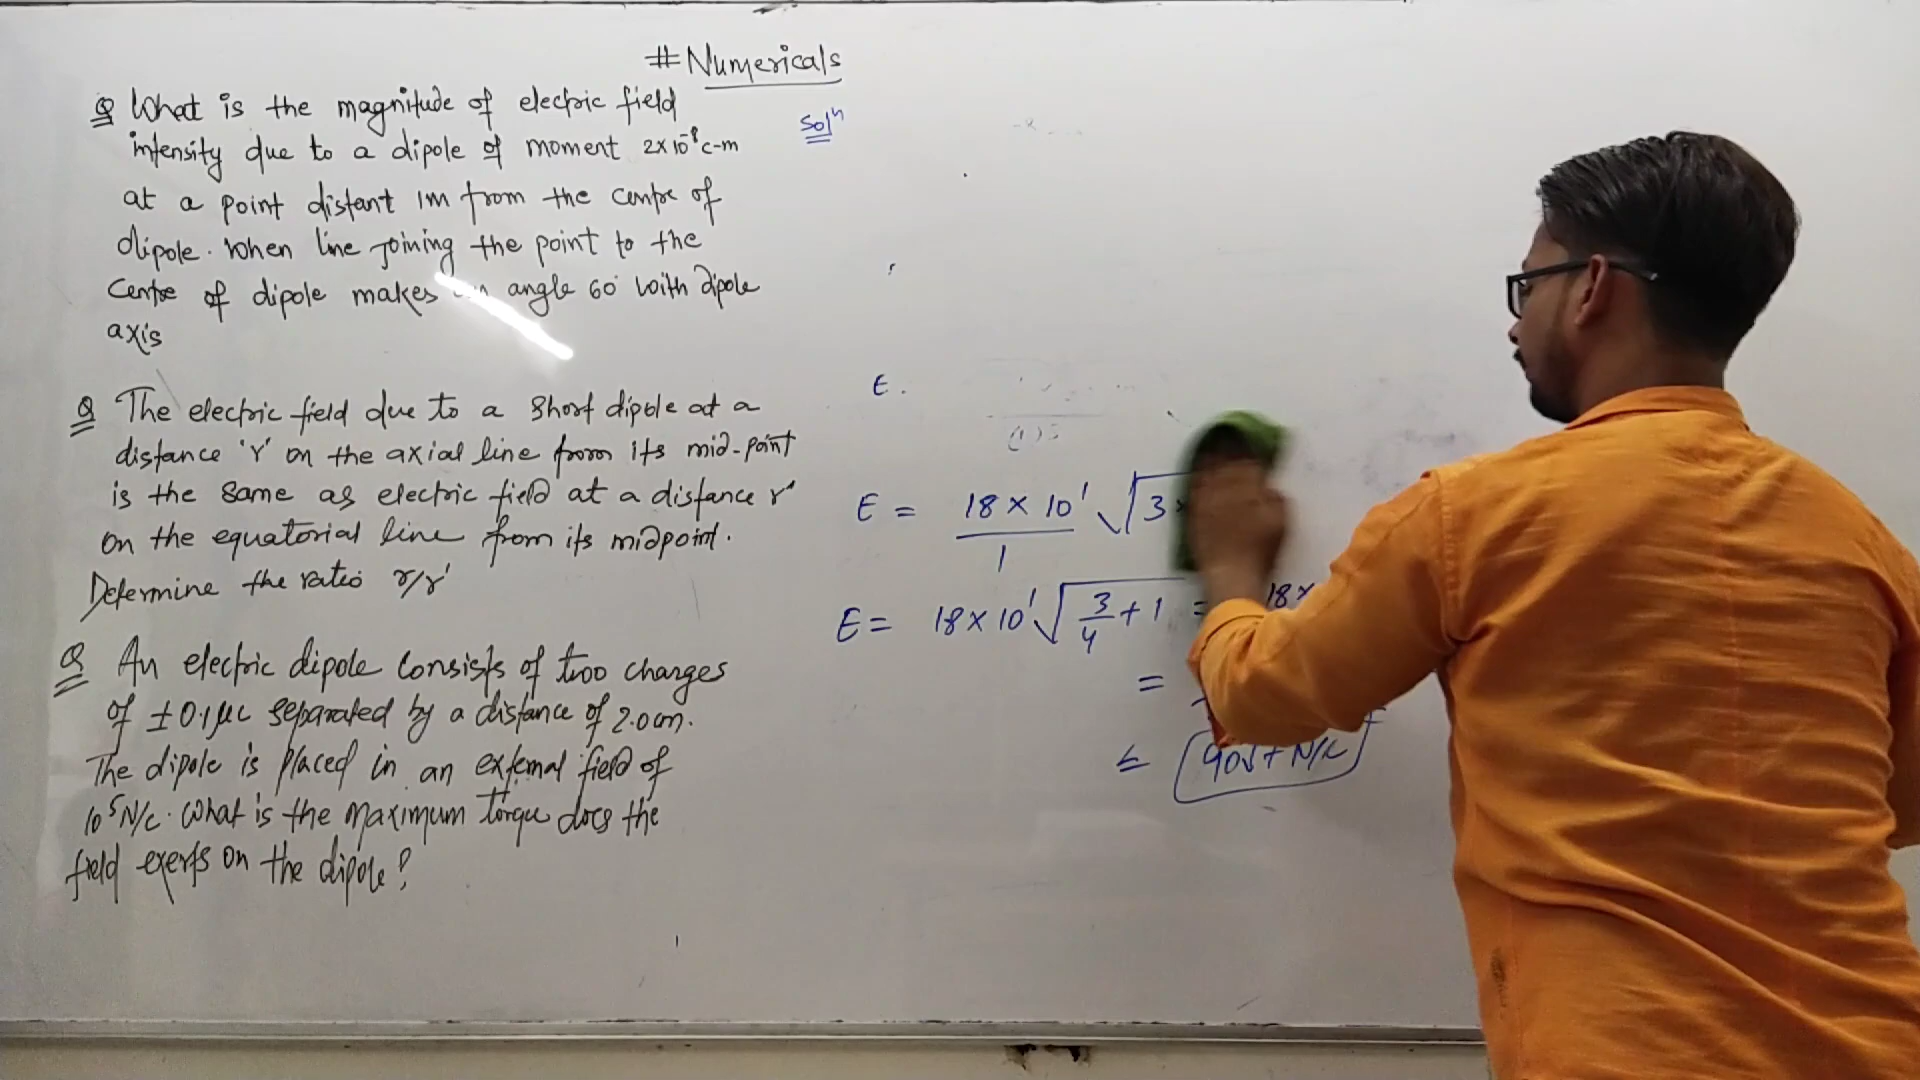 # Numericals
Q What is the magnitude of electric field
intensity due to a dipole of moment 2×10⁻⁸ c-m
at a point distant 1m from the centre of
dipole. When line joining the point to the
Centre of dipole makes angle 60° with dipole
axis
Q The electric field due to a short dipole at a
distance 'r' on the axial line from its mid-point
is the same as electric field at a distance r'
on the equatorial line from its midpoint.
Determine the ratio r/r'
Q An electric dipole consists of two charges
of ±0.1μc separated by a distance of 2.0cm.
The dipole is placed in an external field of
10⁵N/c. What is the maximum torque does the
field exerts on the dipole?
Solⁿ
E.
(1)³
E = 18 × 10¹ / 1 √3×
E = 18×10¹ √3/4 + 1 = 18×
=
= N/C